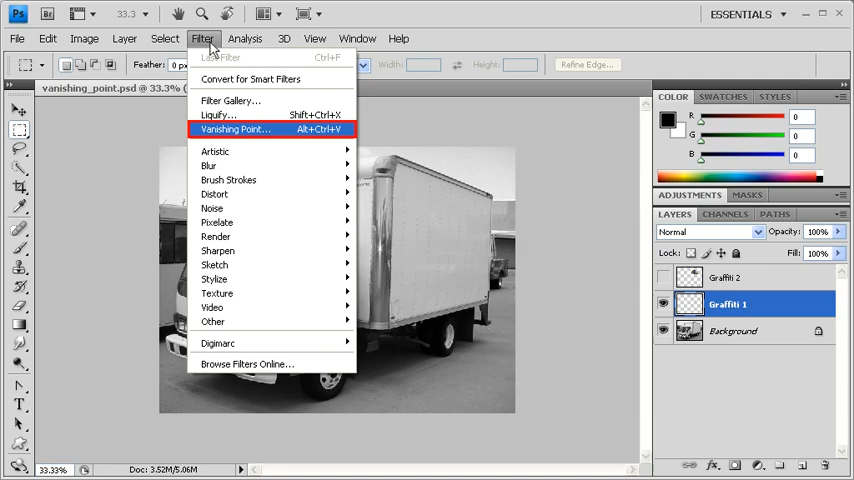 Ps Br 33.3 ESSENTIALS
File Edit Image Layer Select Filter Analysis 3D View Window Help
Feather: 0 px Width: Height: Refine Edge...
vanishing_point.psd @ 33.3% (
Last Filter Ctrl+F
Convert for Smart Filters
Filter Gallery...
Liquify... Shift+Ctrl+X
Vanishing Point... Alt+Ctrl+V
Artistic
Blur
Brush Strokes
Distort
Noise
Pixelate
Render
Sharpen
Sketch
Stylize
Texture
Video
Other
Digimarc
Browse Filters Online...
COLOR SWATCHES STYLES
R 0
G 0
B 0
ADJUSTMENTS MASKS
LAYERS CHANNELS PATHS
Normal Opacity: 100%
Lock: Fill: 100%
Graffiti 2
Graffiti 1
Background
fx
33.33% Doc: 3.52M/5.06M